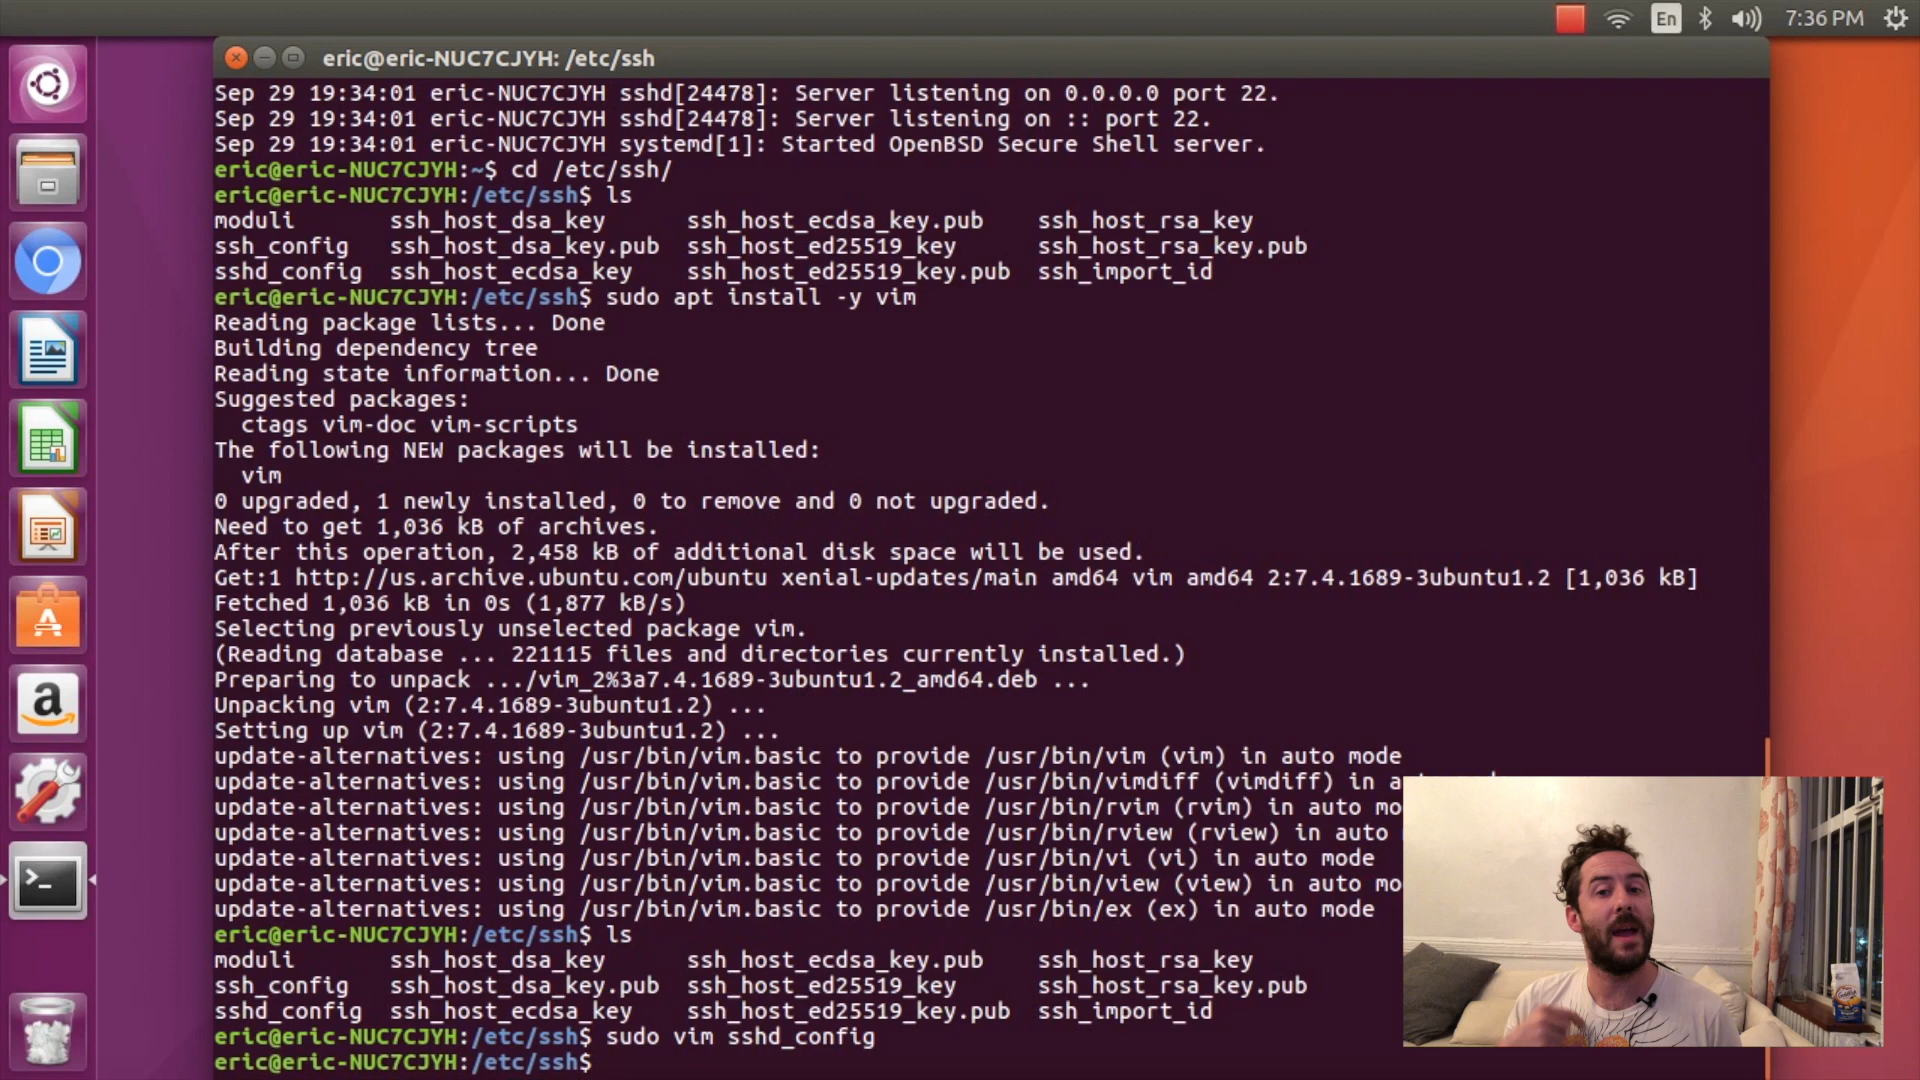 En 7:36 PM
eric@eric-NUC7CJYH: /etc/ssh
Sep 29 19:34:01 eric-NUC7CJYH sshd[24478]: Server listening on 0.0.0.0 port 22.
Sep 29 19:34:01 eric-NUC7CJYH sshd[24478]: Server listening on :: port 22.
Sep 29 19:34:01 eric-NUC7CJYH systemd[1]: Started OpenBSD Secure Shell server.
eric@eric-NUC7CJYH:~$ cd /etc/ssh/
eric@eric-NUC7CJYH:/etc/ssh$ ls
moduli ssh_host_dsa_key ssh_host_ecdsa_key.pub ssh_host_rsa_key
ssh_config ssh_host_dsa_key.pub ssh_host_ed25519_key ssh_host_rsa_key.pub
sshd_config ssh_host_ecdsa_key ssh_host_ed25519_key.pub ssh_import_id
eric@eric-NUC7CJYH:/etc/ssh$ sudo apt install -y vim
Reading package lists... Done
Building dependency tree
Reading state information... Done
Suggested packages:
ctags vim-doc vim-scripts
The following NEW packages will be installed:
vim
0 upgraded, 1 newly installed, 0 to remove and 0 not upgraded.
Need to get 1,036 kB of archives.
After this operation, 2,458 kB of additional disk space will be used.
Get:1 http://us.archive.ubuntu.com/ubuntu xenial-updates/main amd64 vim amd64 2:7.4.1689-3ubuntu1.2 [1,036 kB]
Fetched 1,036 kB in 0s (1,877 kB/s)
Selecting previously unselected package vim.
(Reading database ... 221115 files and directories currently installed.)
Preparing to unpack .../vim_2%3a7.4.1689-3ubuntu1.2_amd64.deb ...
Unpacking vim (2:7.4.1689-3ubuntu1.2) ...
Setting up vim (2:7.4.1689-3ubuntu1.2) ...
update-alternatives: using /usr/bin/vim.basic to provide /usr/bin/vim (vim) in auto mode
update-alternatives: using /usr/bin/vim.basic to provide /usr/bin/vimdiff (vimdiff) in
update-alternatives: using /usr/bin/vim.basic to provide /usr/bin/rvim (rvim) in auto mo
update-alternatives: using /usr/bin/vim.basic to provide /usr/bin/rview (rview) in auto
update-alternatives: using /usr/bin/vim.basic to provide /usr/bin/vi (vi) in auto mode
update-alternatives: using /usr/bin/vim.basic to provide /usr/bin/view (view) in auto mo
update-alternatives: using /usr/bin/vim.basic to provide /usr/bin/ex (ex) in auto mode
eric@eric-NUC7CJYH:/etc/ssh$ ls
moduli ssh_host_dsa_key ssh_host_ecdsa_key.pub ssh_host_rsa_key
ssh_config ssh_host_dsa_key.pub ssh_host_ed25519_key ssh_host_rsa_key.pub
sshd_config ssh_host_ecdsa_key ssh_host_ed25519_key.pub ssh_import_id
eric@eric-NUC7CJYH:/etc/ssh$ sudo vim sshd_config
eric@eric-NUC7CJYH:/etc/ssh$